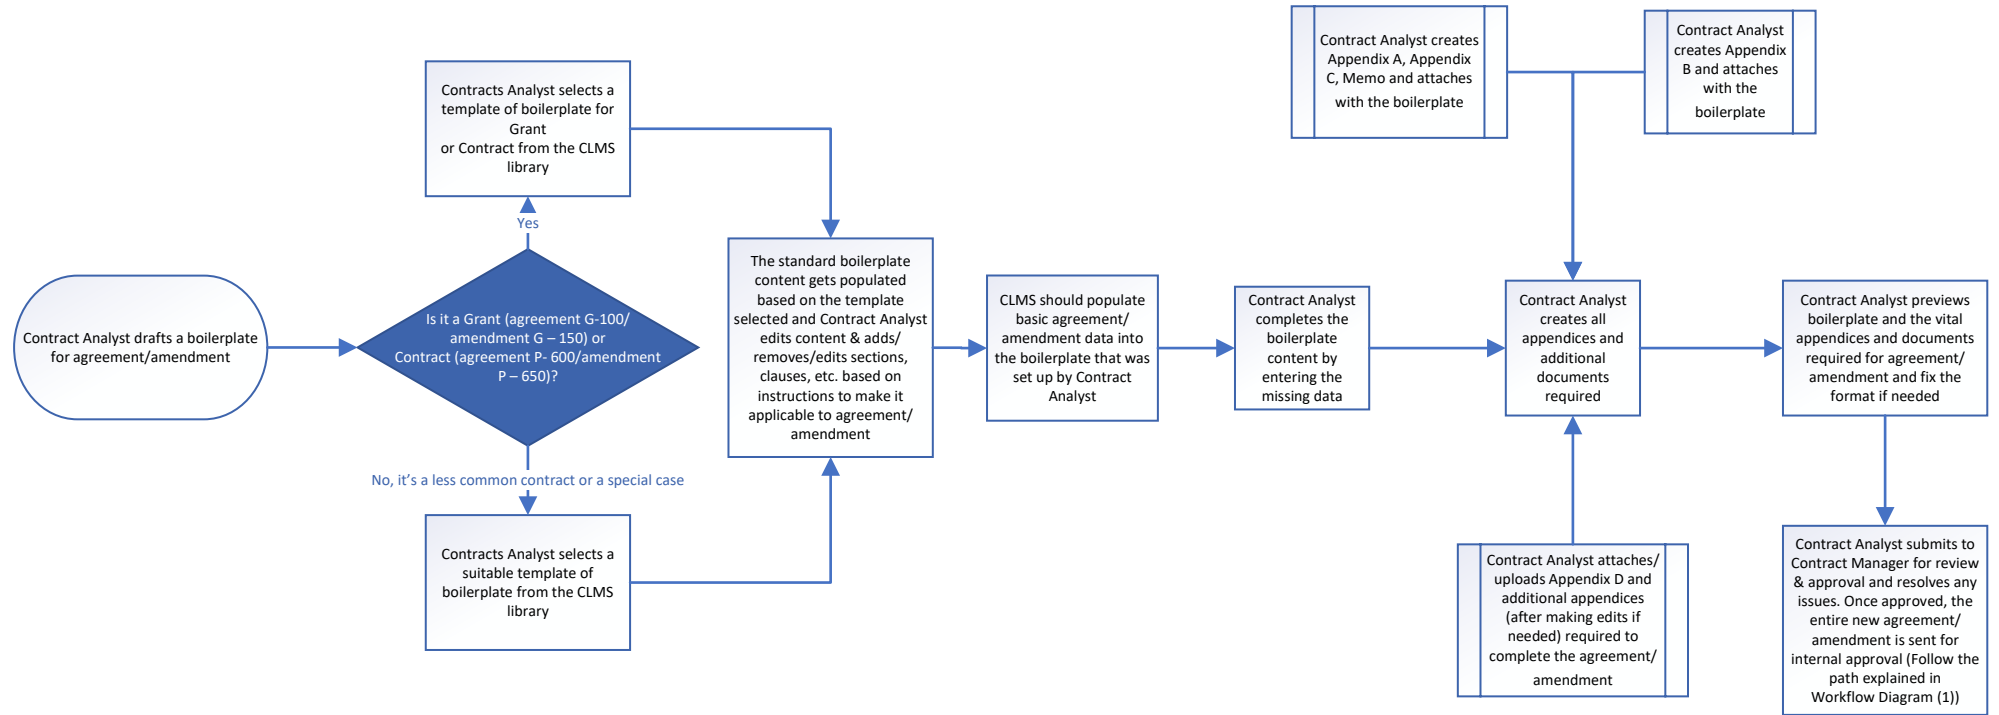 Contract Analyst drafts a boilerplate
for agreement/amendment
Is it a Grant (agreement G-100/
amendment G – 150) or
Contract (agreement P- 600/amendment
P – 650)?
Yes
Contracts Analyst selects a
template of boilerplate for
Grant
or Contract from the CLMS
library
No, it’s a less common contract or a special case
Contracts Analyst selects a
suitable template of
boilerplate from the CLMS
library
The standard boilerplate
content gets populated
based on the template
selected and Contract Analyst
edits content & adds/
removes/edits sections,
clauses, etc. based on
instructions to make it
applicable to agreement/
amendment
CLMS should populate
basic agreement/
amendment data into
the boilerplate that was
set up by Contract
Analyst
Contract Analyst
completes the
boilerplate
content by
entering the
missing data
Contract Analyst creates
Appendix A, Appendix
C, Memo and attaches
with the boilerplate
Contract Analyst
creates Appendix
B and attaches
with the
boilerplate
Contract Analyst
creates all
appendices and
additional
documents
required
Contract Analyst attaches/
uploads Appendix D and
additional appendices
(after making edits if
needed) required to
complete the agreement/
amendment
Contract Analyst previews
boilerplate and the vital
appendices and documents
required for agreement/
amendment and fix the
format if needed
Contract Analyst submits to
Contract Manager for review
& approval and resolves any
issues. Once approved, the
entire new agreement/
amendment is sent for
internal approval (Follow the
path explained in
Workflow Diagram (1))